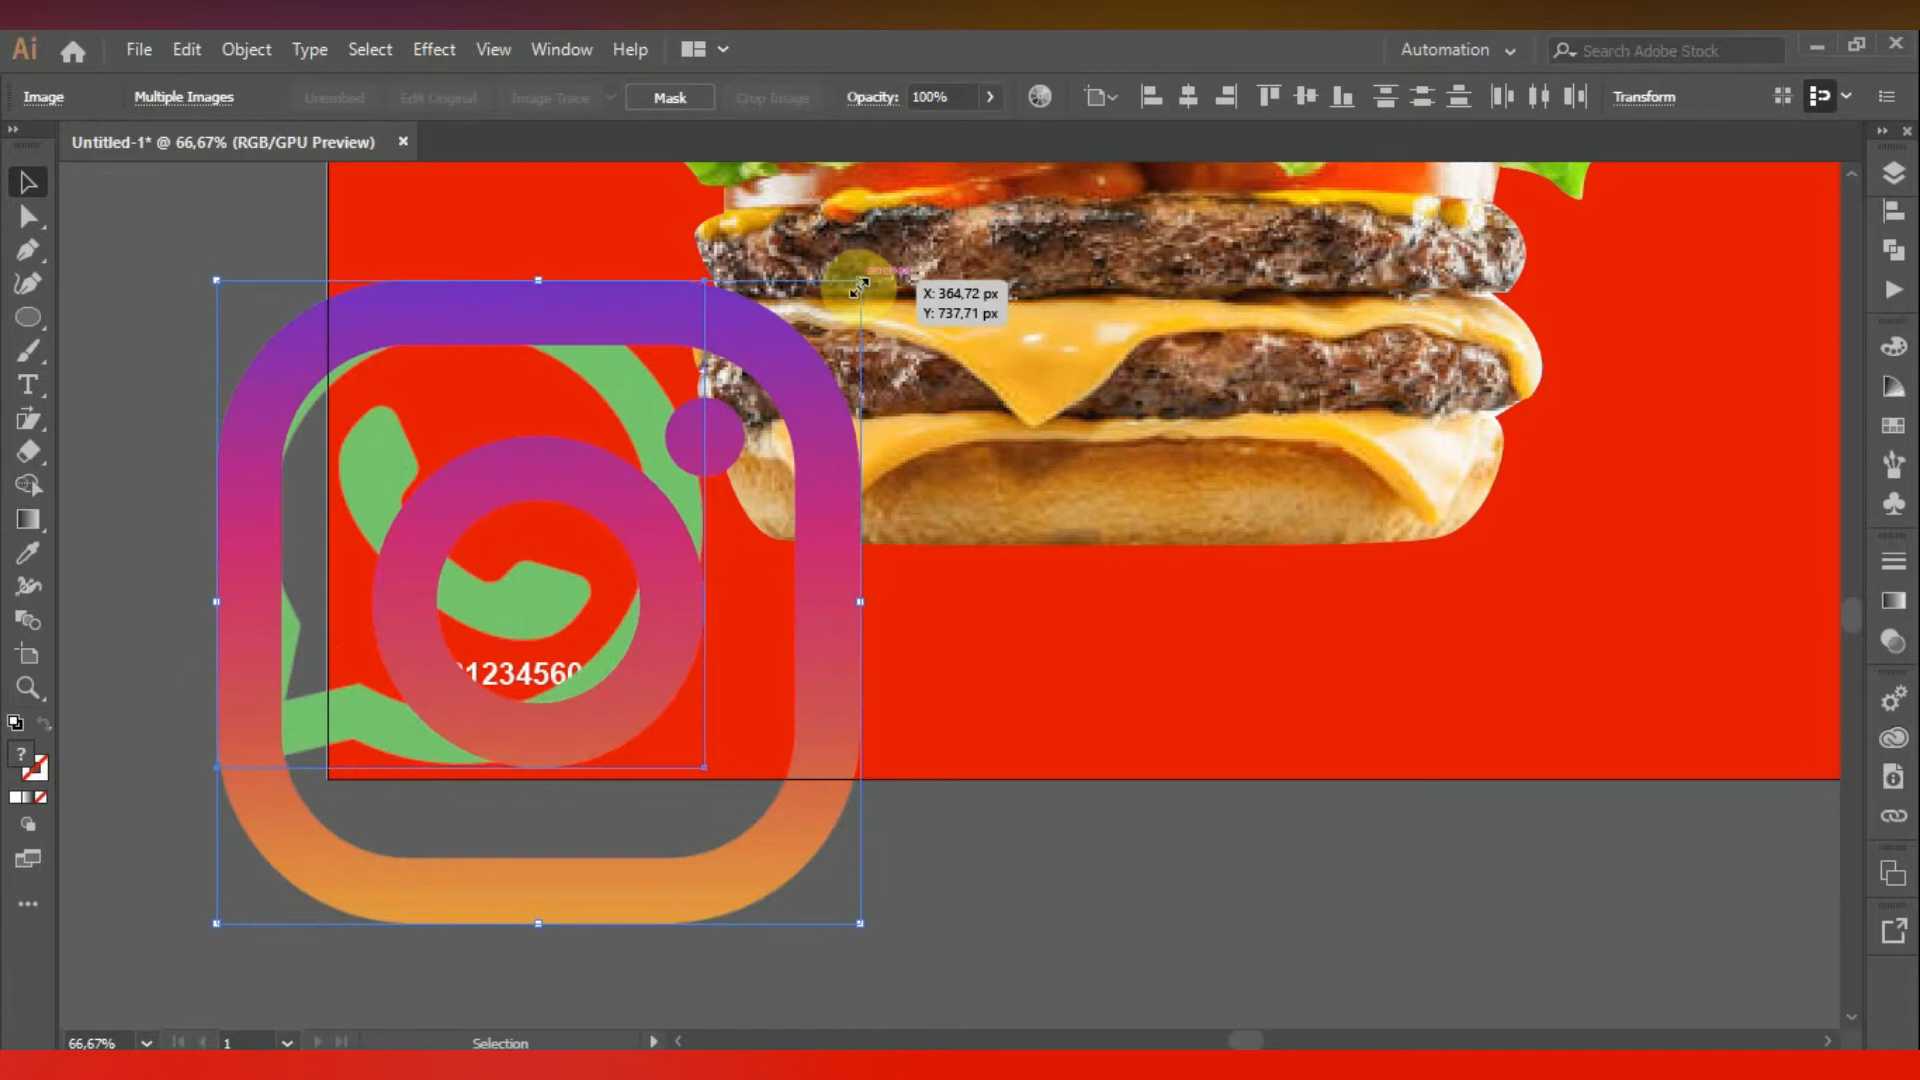 Ai File Edit Object Type Select Effect View Window Help Automation Search Adobe Stock
Image Multiple Images Unembed Edit Original Image Trace Mask Crop Image Opacity: 100% Transform
Untitled-1* @ 66,67% (RGB/GPU Preview) ×
anchor
X: 364,72 px
Y: 737,71 px
?
66,67% 1 Selection